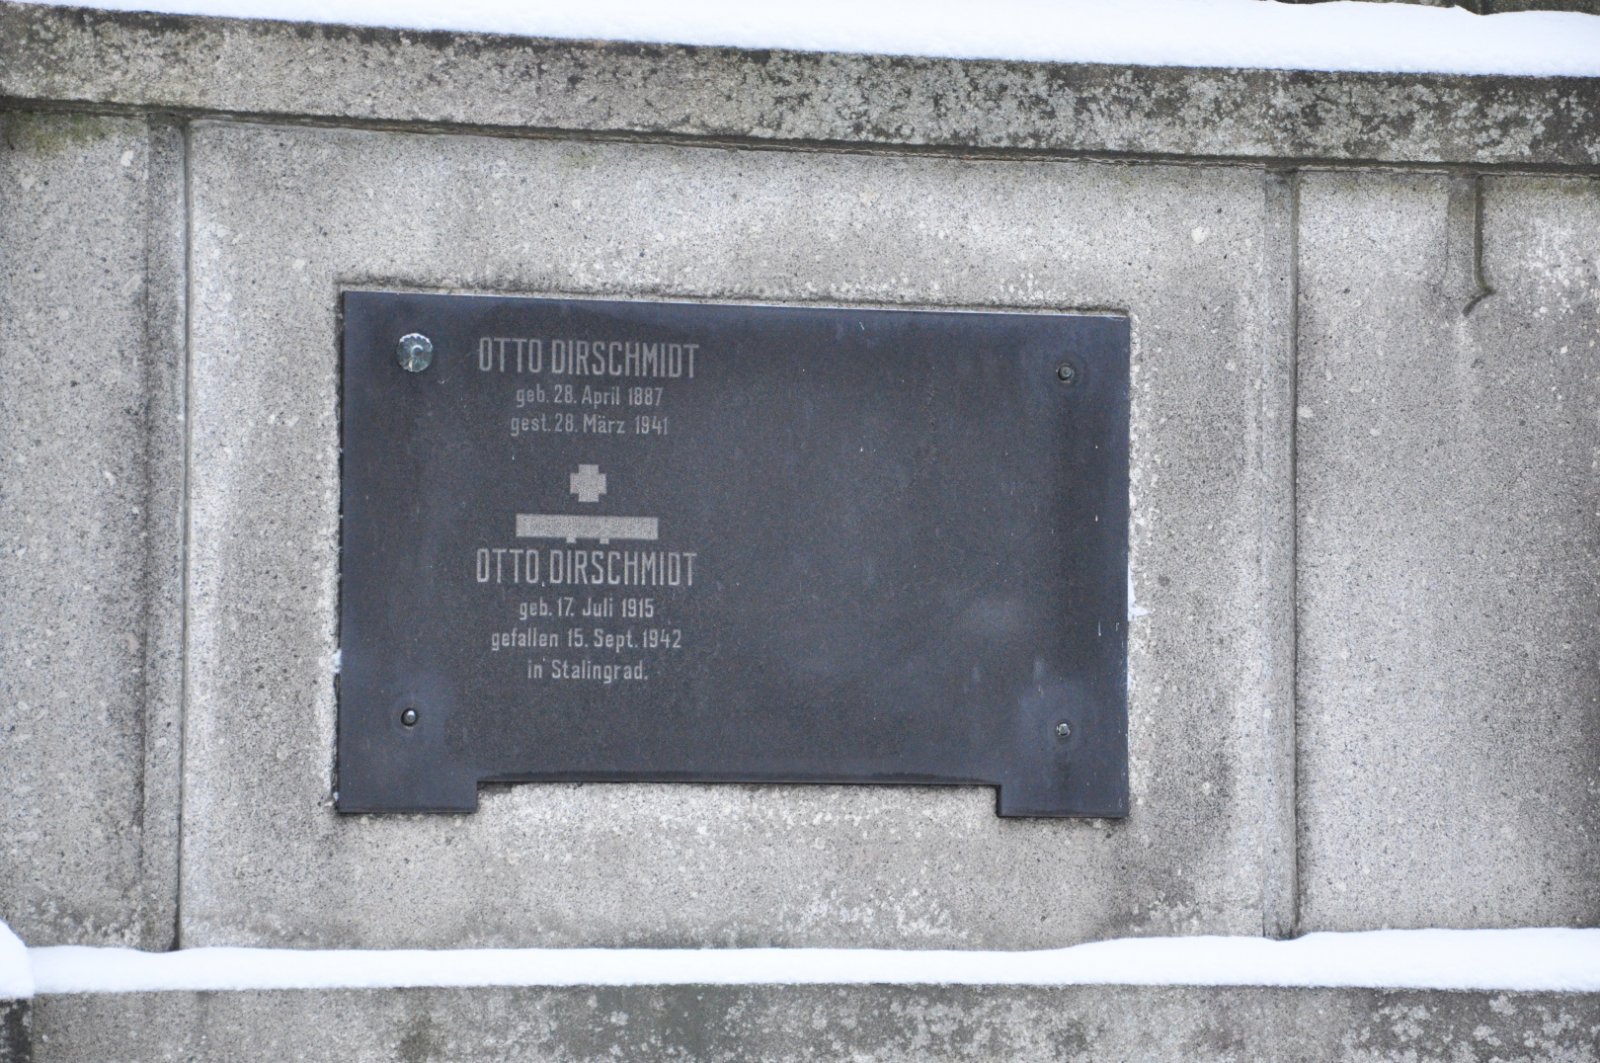 OTTO DIRSCHMIDT
geb. 28. April 1887
gest. 28. März 1941
OTTO DIRSCHMIDT
geb. 17. Juli 1915
gefallen 15. Sept. 1942
in Stalingrad.